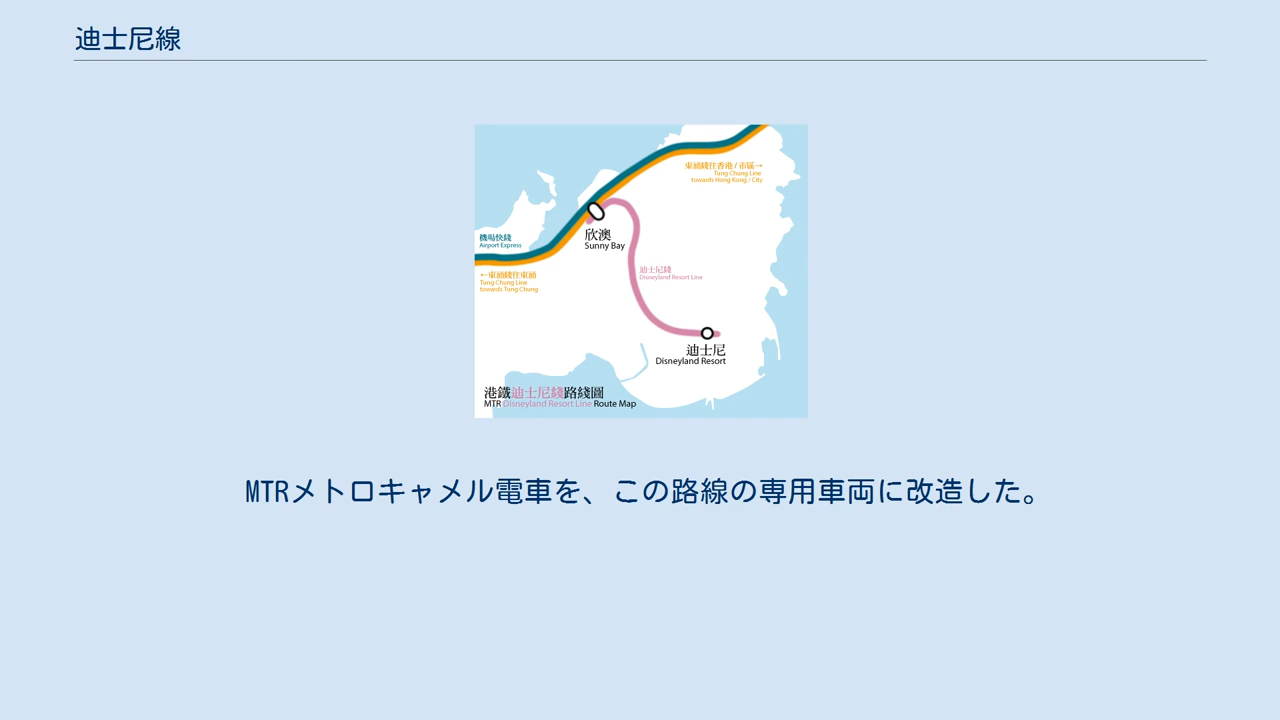 迪士尼線
東涌綫往香港 / 市區→
Tung Chung Line
towards Hong Kong / City
欣澳
Sunny Bay
機場快綫
Airport Express
←東涌綫往東涌
Tung Chung Line
towards Tung Chung
迪士尼綫
Disneyland Resort Line
迪士尼
Disneyland Resort
港鐵迪士尼綫路綫圖
MTR Disneyland Resort Line Route Map
MTRメトロキャメル電車を、この路線の専用車両に改造した。